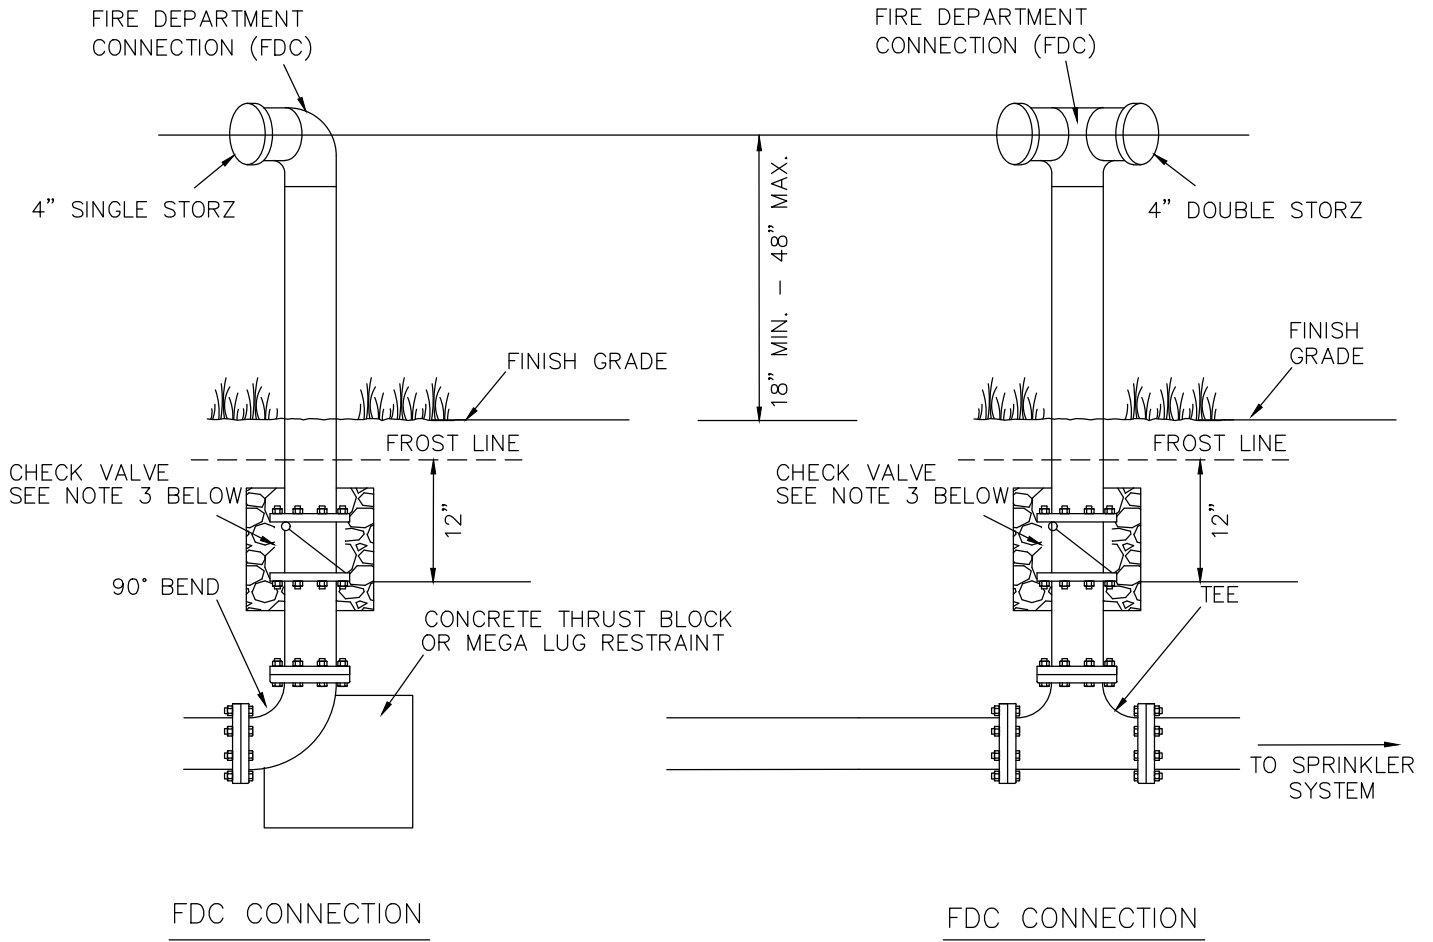 FIRE DEPARTMENT
CONNECTION (FDC)
4” SINGLE STORZ
FINISH GRADE
FROST LINE
CHECK VALVE
SEE NOTE 3 BELOW
12”
90° BEND
CONCRETE THRUST BLOCK
OR MEGA LUG RESTRAINT
FDC CONNECTION
18” MIN. – 48” MAX.
FIRE DEPARTMENT
CONNECTION (FDC)
4” DOUBLE STORZ
FINISH
GRADE
FROST LINE
CHECK VALVE
SEE NOTE 3 BELOW
12”
TEE
TO SPRINKLER
SYSTEM
FDC CONNECTION